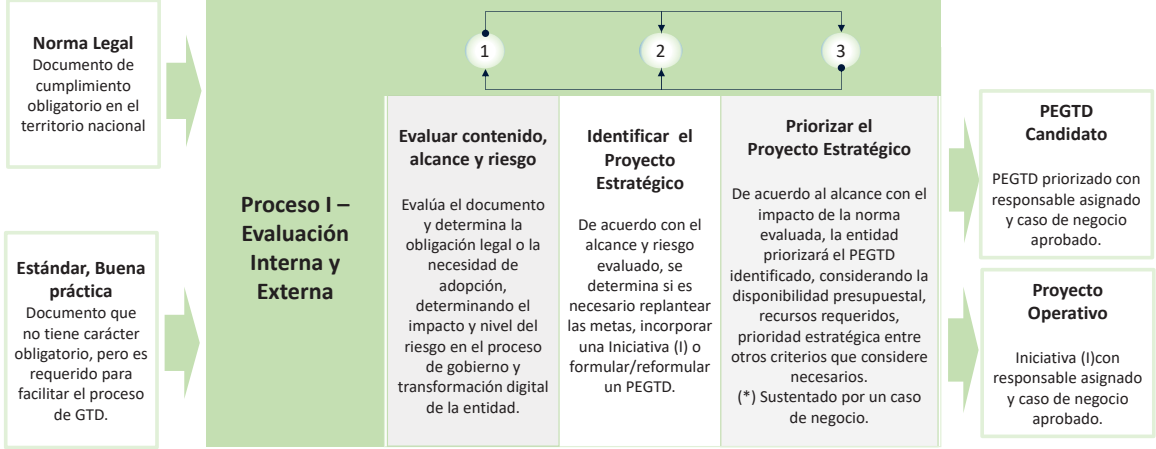 Norma Legal
Documento de
cumplimiento
obligatorio en el
territorio nacional
Estándar, Buena
práctica
Documento que
no tiene carácter
obligatorio, pero es
requerido para
facilitar el proceso
de GTD.
Proceso I –
Evaluación
Interna y
Externa
1
2
3
Evaluar contenido,
alcance y riesgo
Evalúa el documento
y determina la
obligación legal o la
necesidad de
adopción,
determinando el
impacto y nivel del
riesgo en el proceso
de gobierno y
transformación digital
de la entidad.
Identificar el
Proyecto
Estratégico
De acuerdo con el
alcance y riesgo
evaluado, se
determina si es
necesario replantear
las metas, incorporar
una Iniciativa (I) o
formular/reformular
un PEGTD.
Priorizar el
Proyecto Estratégico
De acuerdo al alcance con el
impacto de la norma
evaluada, la entidad
priorizará el PEGTD
identificado, considerando la
disponibilidad presupuestal,
recursos requeridos,
prioridad estratégica entre
otros criterios que considere
necesarios.
(*) Sustentado por un caso
de negocio.
PEGTD
Candidato
PEGTD priorizado con
responsable asignado
y caso de negocio
aprobado.
Proyecto
Operativo
Iniciativa (I)con
responsable asignado
y caso de negocio
aprobado.